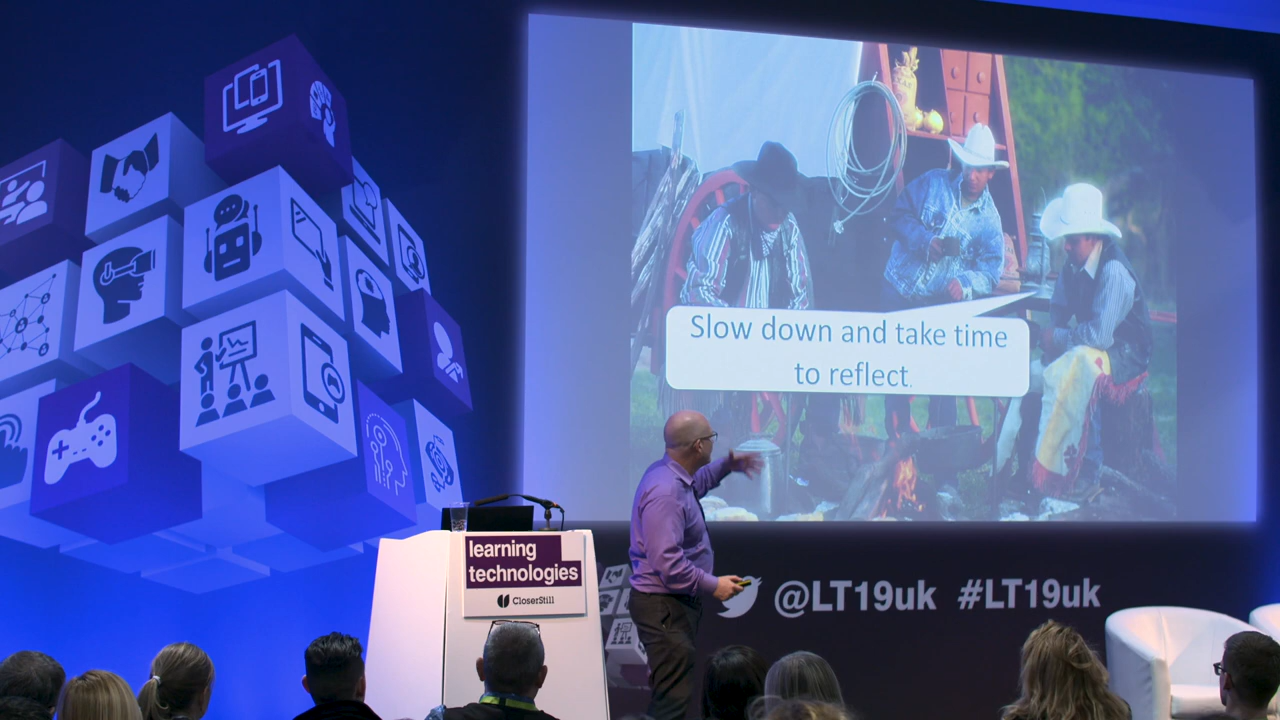 Slow down and take time
to reflect.
learning
technologies
CloserStill
@LT19uk #LT19uk